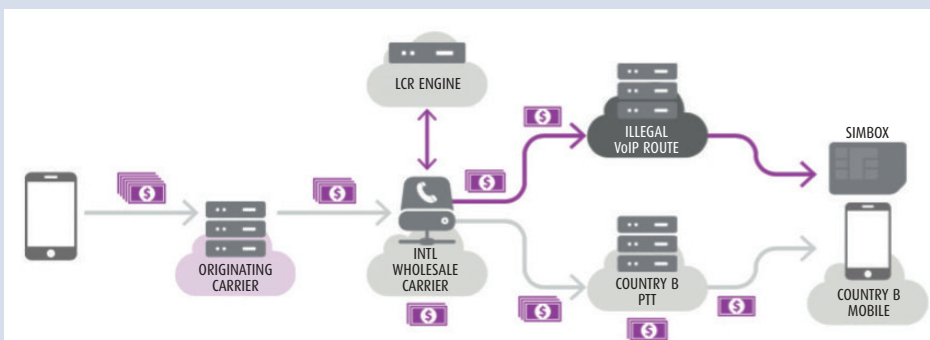 LCR ENGINE
ILLEGAL
VoIP ROUTE
SIMBOX
ORIGINATING
CARRIER
INTL
WHOLESALE
CARRIER
COUNTRY B
PTT
COUNTRY B
MOBILE
$
$
$
$
$
$
$
$
$